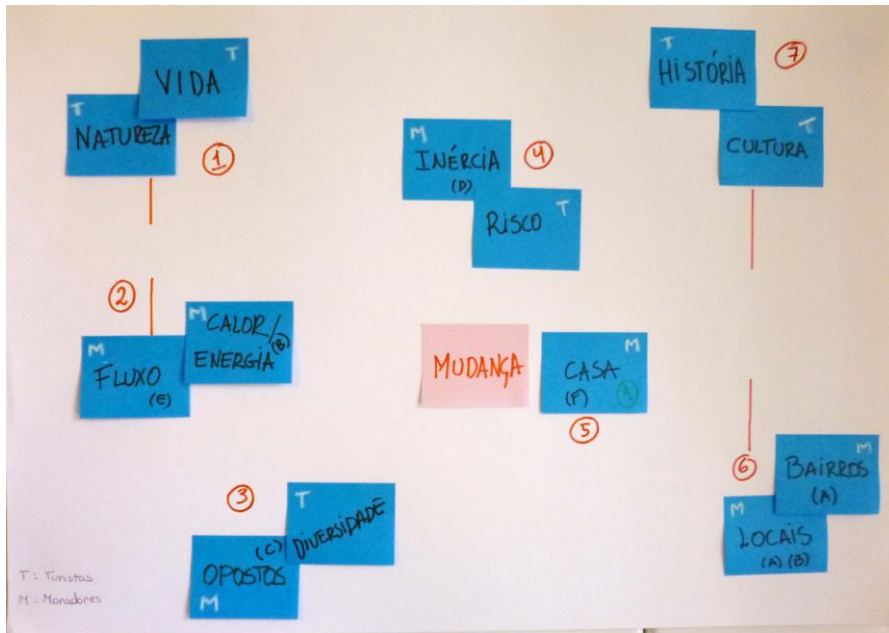 T
VIDA
T
NATUREZA
1
M
INÉRCIA
(D)
4
T
RISCO
T
HISTÓRIA
7
T
CULTURA
2
M
CALOR/
ENERGIA
(B)
M
FLUXO
(E)
MUDANÇA
M
CASA
(F)
5
3
T
DIVERSIDADE
(C)
OPOSTOS
M
6
M
BAIRROS
(A)
M
LOCAIS
(A) (B)
T: Turistas
M: Moradores